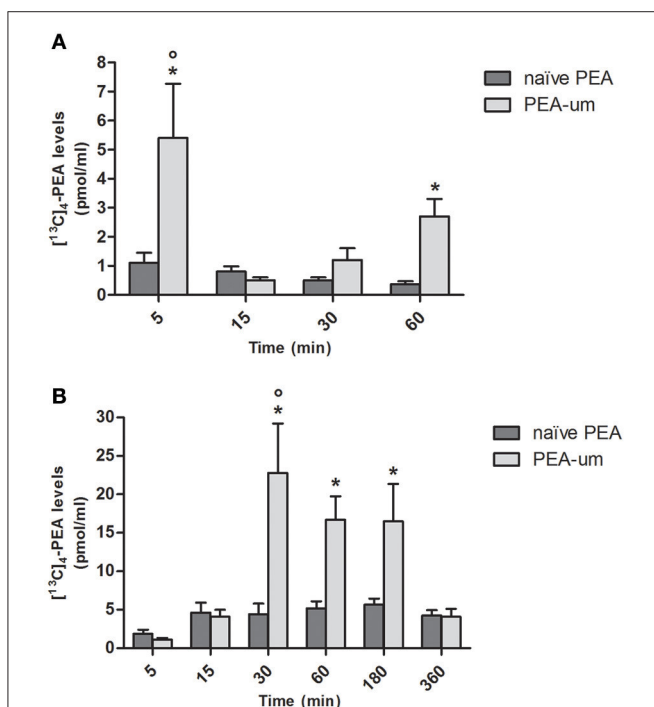 A
° 
*
*
8
7
6
5
4
3
2
1
0
[¹³C]₄-PEA levels
(pmol/ml)
naïve PEA
PEA-um
5 15 30 60
Time (min)
B
°
*
*
*
30
25
20
15
10
5
0
[¹³C]₄-PEA levels
(pmol/ml)
naïve PEA
PEA-um
5 15 30 60 180 360
Time (min)